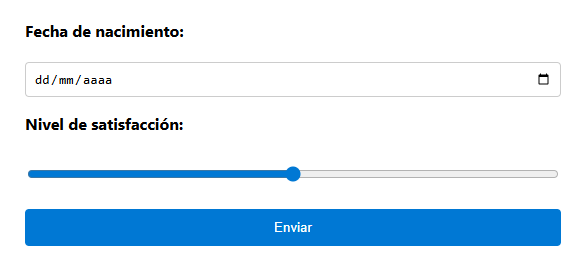 Fecha de nacimiento:
dd/mm/aaaa
Nivel de satisfacción:
Enviar